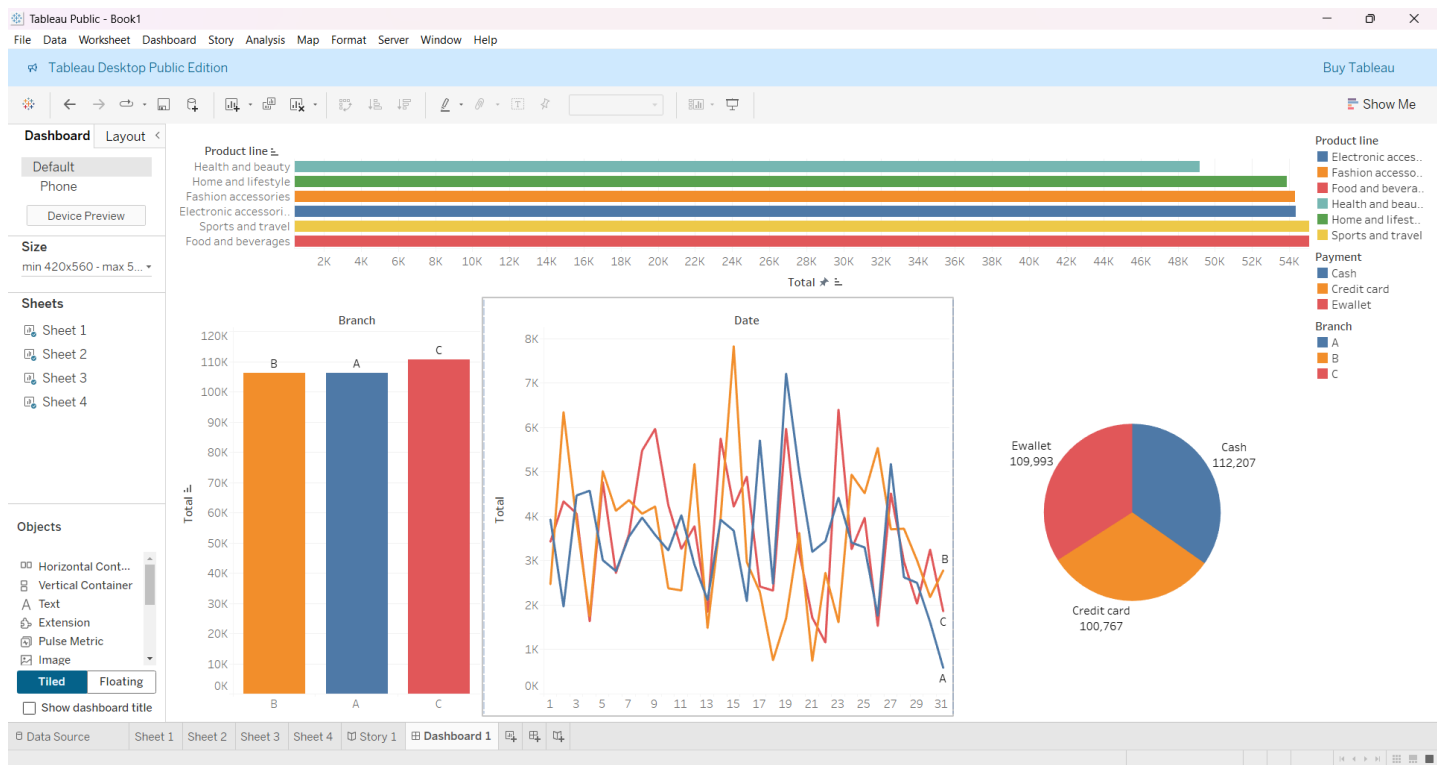 Tableau Public - Book1
File Data Worksheet Dashboard Story Analysis Map Format Server Window Help
Tableau Desktop Public Edition
Buy Tableau
Show Me
Dashboard Layout
Default
Phone
Device Preview
Size
min 420x560 - max 5...
Sheets
Sheet 1
Sheet 2
Sheet 3
Sheet 4
Objects
Horizontal Cont...
Vertical Container
Text
Extension
Pulse Metric
Image
Tiled Floating
Show dashboard title
Product line
Health and beauty
Home and lifestyle
Fashion accessories
Electronic accessori..
Sports and travel
Food and beverages
2K 4K 6K 8K 10K 12K 14K 16K 18K 20K 22K 24K 26K 28K 30K 32K 34K 36K 38K 40K 42K 44K 46K 48K 50K 52K 54K
Total
Branch
120K
110K
100K
90K
80K
70K
60K
50K
40K
30K
20K
10K
0K
Total
B A C
B A C
Date
8K
7K
6K
5K
4K
3K
2K
1K
0K
Total
B
C
A
1 3 5 7 9 11 13 15 17 19 21 23 25 27 29 31
Ewallet
109,993
Cash
112,207
Credit card
100,767
Product line
Electronic acces..
Fashion accesso..
Food and bevera..
Health and beau..
Home and lifest..
Sports and travel
Payment
Cash
Credit card
Ewallet
Branch
A
B
C
Data Source Sheet 1 Sheet 2 Sheet 3 Sheet 4 Story 1 Dashboard 1